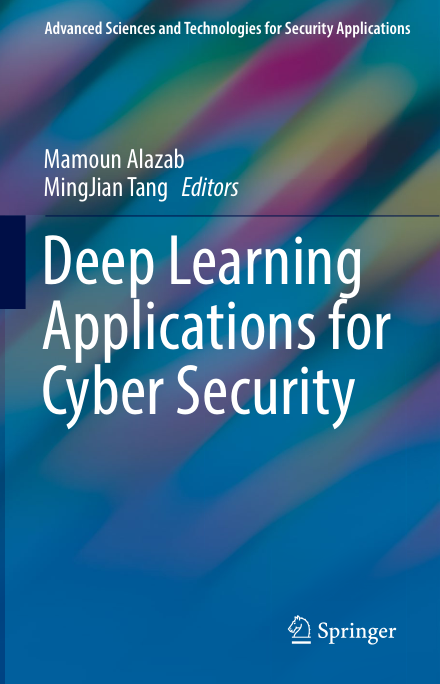 Advanced Sciences and Technologies for Security Applications
Mamoun Alazab
MingJian Tang Editors
Deep Learning
Applications for
Cyber Security
Springer